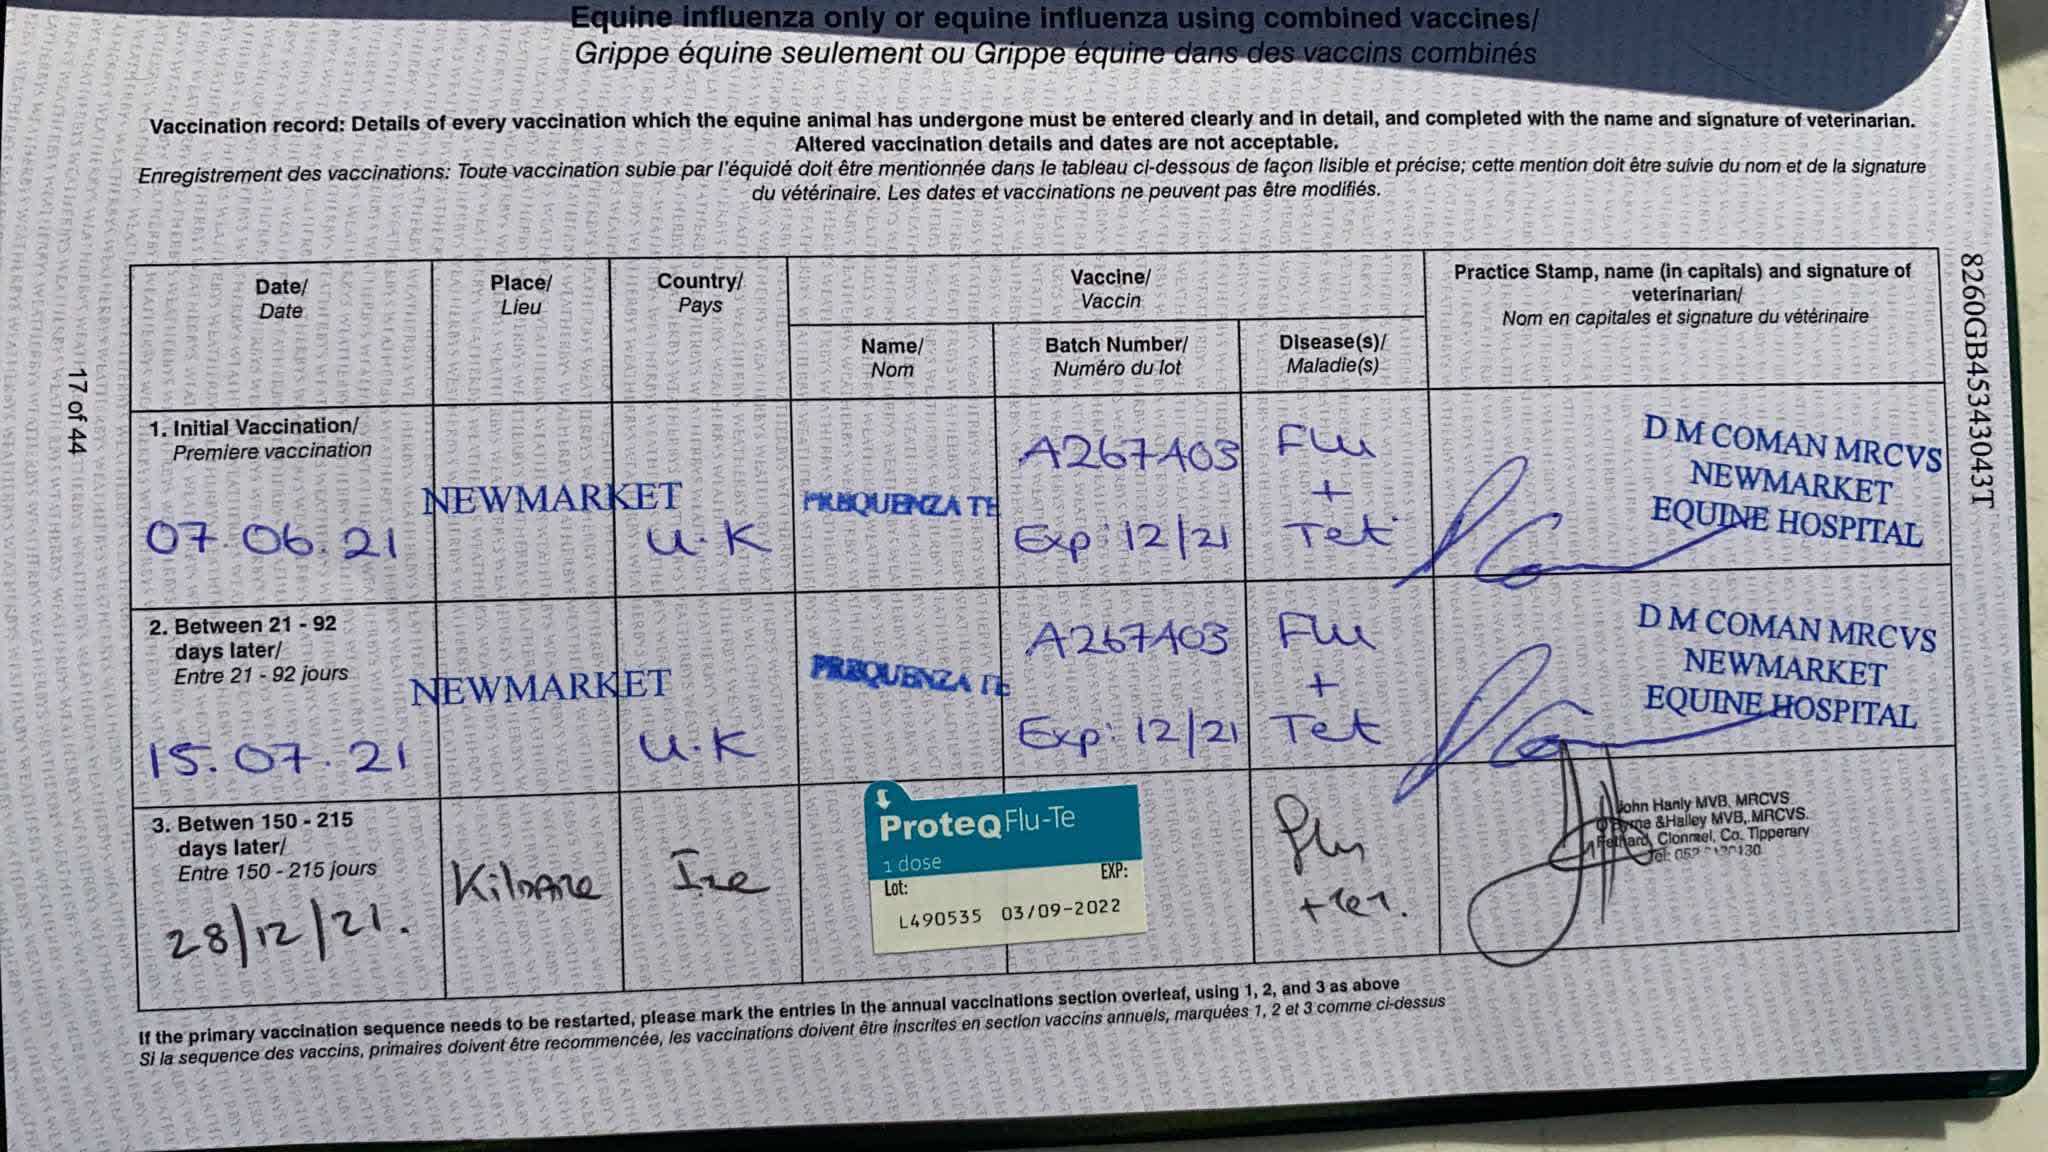 Equine influenza only or equine influenza using combined vaccines/
Grippe équine seulement ou Grippe équine dans des vaccins combinés
Vaccination record: Details of every vaccination which the equine animal has undergone must be entered clearly and in detail, and completed with the name and signature of veterinarian.
Altered vaccination details and dates are not acceptable.
Enregistrement des vaccinations: Toute vaccination subie par l'équidé doit être mentionnée dans le tableau ci-dessous de façon lisible et précise; cette mention doit être suivie du nom et de la signature
du vétérinaire. Les dates et vaccinations ne peuvent pas être modifiés.
Date/
Date
Place/
Lieu
Country/
Pays
Vaccine/
Vaccin
Name/
Nom
Batch Number/
Numéro du lot
Disease(s)/
Maladie(s)
Practice Stamp, name (in capitals) and signature of
veterinarian/
Nom en capitales et signature du vétérinaire
1. Initial Vaccination/
Premiere vaccination
07.06.21
NEWMARKET
U.K
PREQUENZA TE
A267A03
Exp: 12/21
Flu
+
Tet
D M COMAN MRCVS
NEWMARKET
EQUINE HOSPITAL
2. Between 21 - 92
days later/
Entre 21 - 92 jours
15.07.21
NEWMARKET
U.K
PREQUENZA TE
A267A03
Exp: 12/21
Flu
+
Tet
D M COMAN MRCVS
NEWMARKET
EQUINE HOSPITAL
3. Betwen 150 - 215
days later/
Entre 150 - 215 jours
28/12/21.
Kildare
Ire
ProteqFlu-Te
1 dose
Lot:
EXP:
L490535 03/09-2022
Flu
+ Tet.
John Hanly MVB, MRCVS
&Halley MVB, MRCVS.
Fethard, Clonmel, Co. Tipperary
Tel: 052
If the primary vaccination sequence needs to be restarted, please mark the entries in the annual vaccinations section overleaf, using 1, 2, and 3 as above
Si la sequence des vaccins, primaires doivent être recommencée, les vaccinations doivent être inscrites en section vaccins annuels, marquées 1, 2 et 3 comme ci-dessus
17 of 44
8260GB45343043T